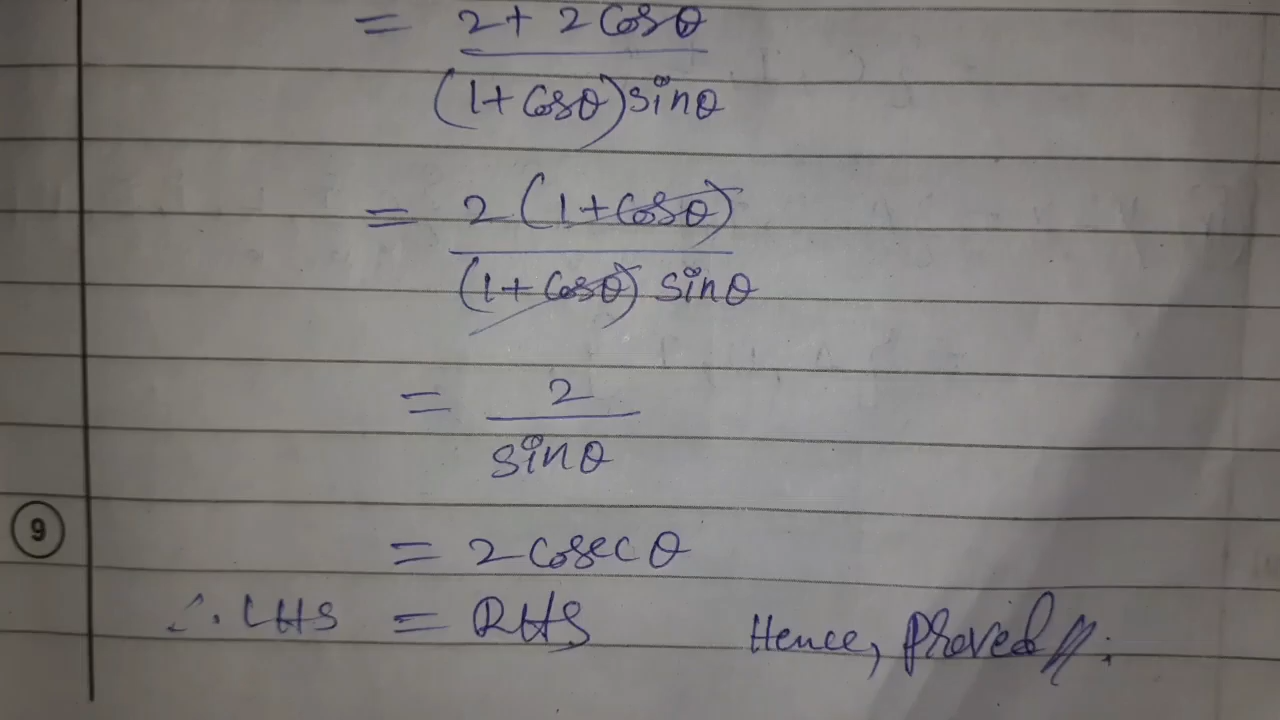 = 2 + 2 cosθ
(1 + cosθ) sinθ
= 2 (1 + cosθ)
(1 + cosθ) sinθ
= 2
sinθ
9
= 2 cosec θ
∴ LHS = RHS Hence, proved